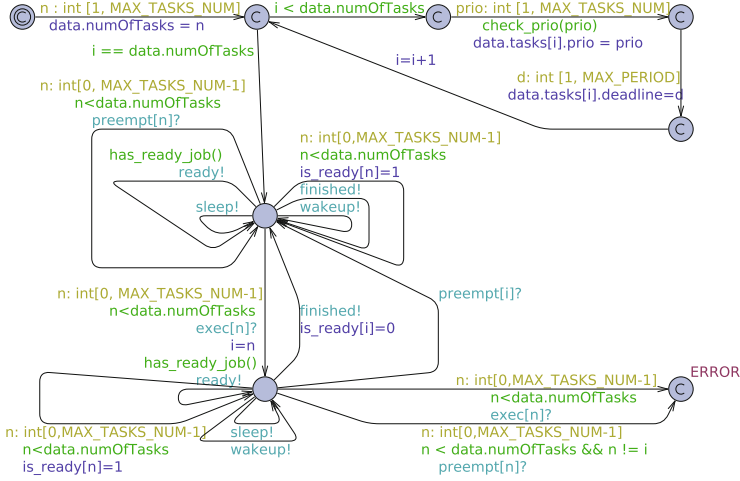 n : int [1, MAX_TASKS_NUM]
data.numOfTasks = n
i < data.numOfTasks
prio: int [1, MAX_TASKS_NUM]
check_prio(prio)
data.tasks[i].prio = prio
i == data.numOfTasks
i=i+1
d: int [1, MAX_PERIOD]
data.tasks[i].deadline=d
n: int[0, MAX_TASKS_NUM-1]
n<data.numOfTasks
preempt[n]?
has_ready_job()
ready!
sleep!
n: int[0,MAX_TASKS_NUM-1]
n<data.numOfTasks
is_ready[n]=1
finished!
wakeup!
n: int[0, MAX_TASKS_NUM-1]
n<data.numOfTasks
exec[n]?
i=n
finished!
is_ready[i]=0
preempt[i]?
has_ready_job()
ready!
n: int[0,MAX_TASKS_NUM-1]
n<data.numOfTasks
is_ready[n]=1
sleep!
wakeup!
n: int[0,MAX_TASKS_NUM-1]
n<data.numOfTasks
exec[n]?
ERROR
n: int[0,MAX_TASKS_NUM-1]
n < data.numOfTasks && n != i
preempt[n]?